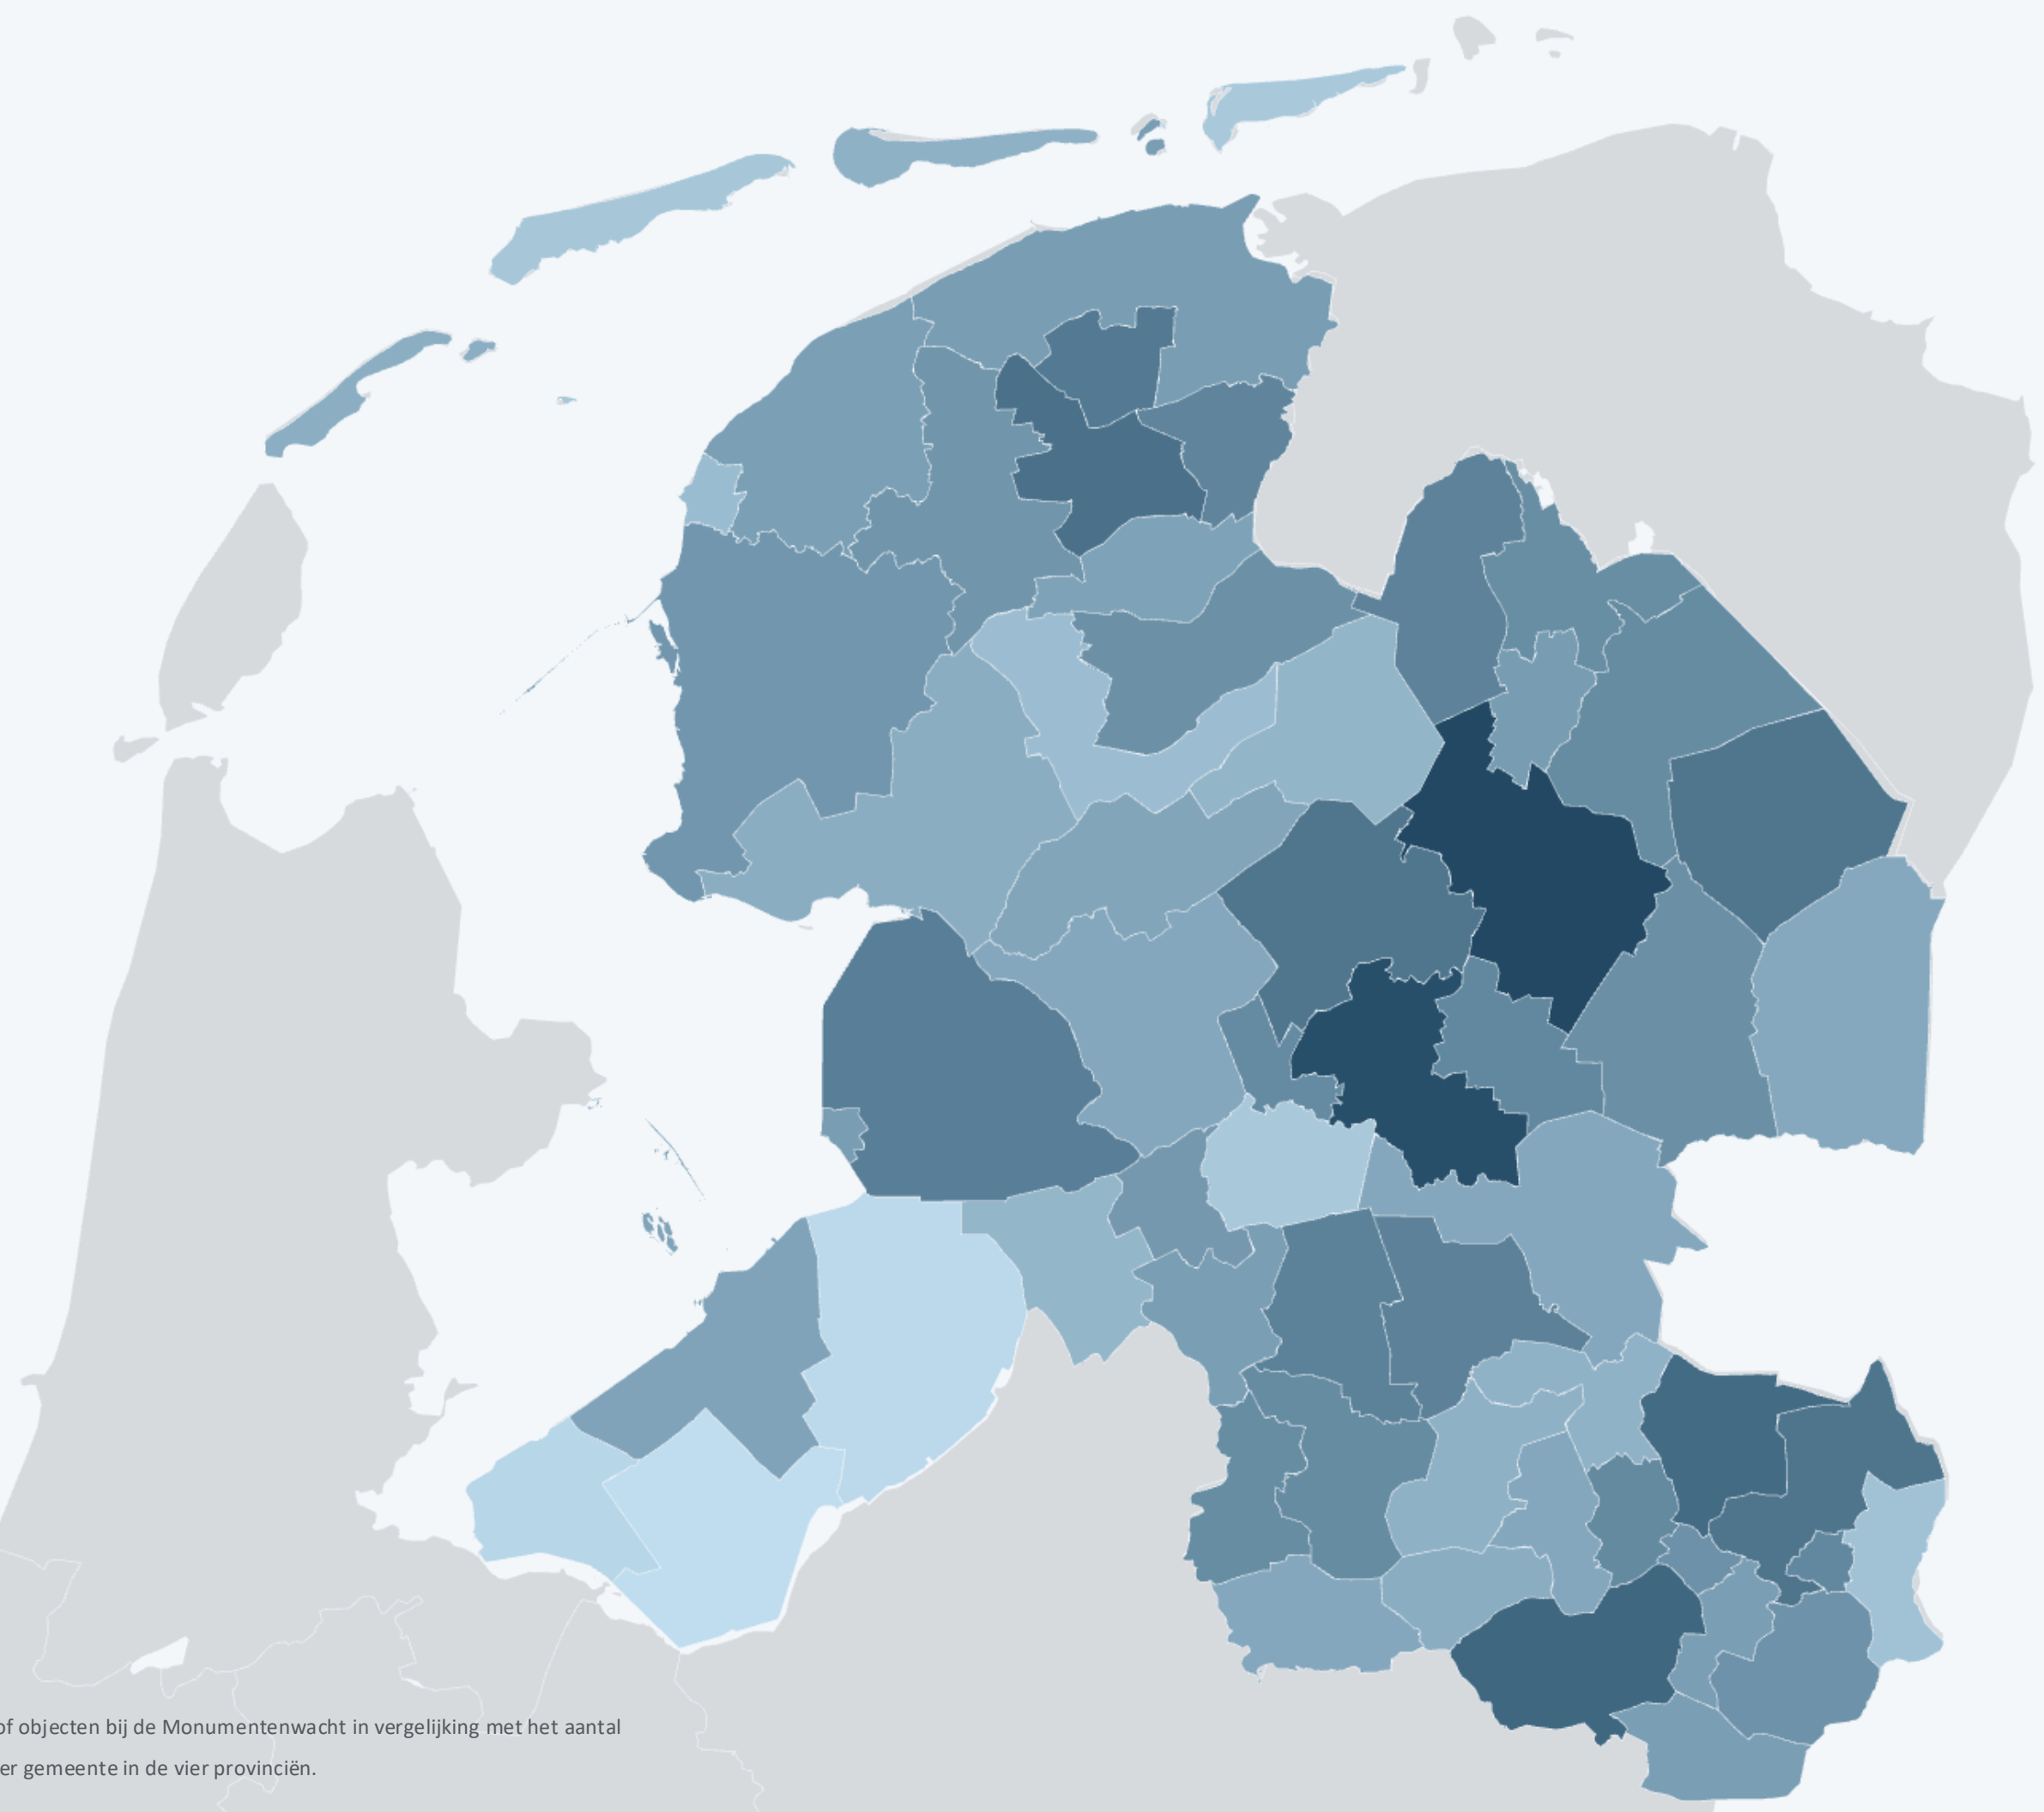 of objecten bij de Monumentenwacht in vergelijking met het aantal
er gemeente in de vier provinciën.